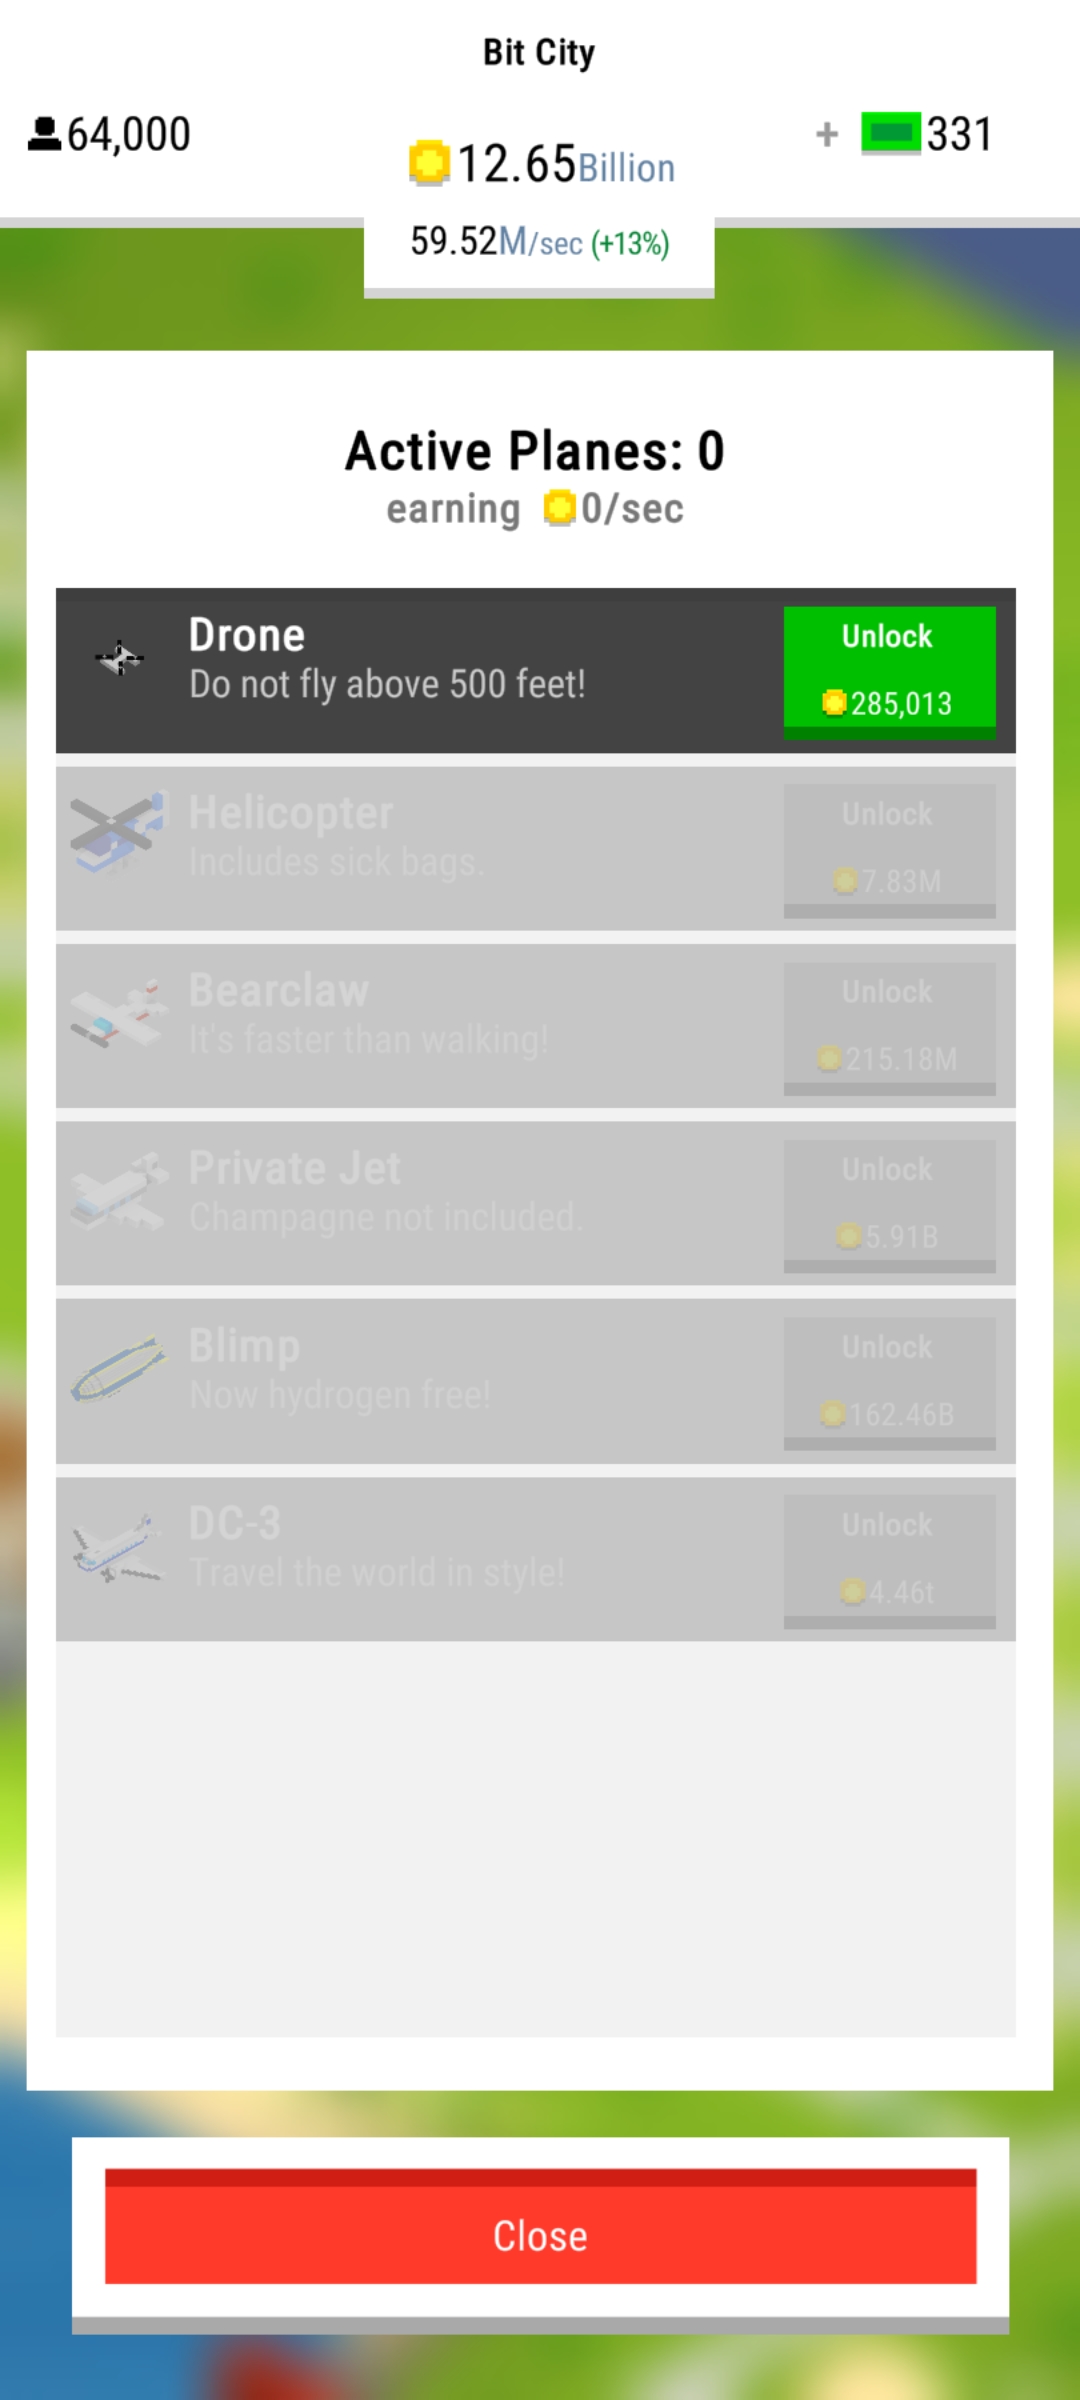 Bit City
64,000
12.65Billion
+ 331
59.52M/sec (+13%)
Active Planes: 0
earning 0/sec
Drone
Do not fly above 500 feet!
Unlock
285,013
Helicopter
Includes sick bags.
Unlock
7.83M
Bearclaw
It's faster than walking!
Unlock
215.18M
Private Jet
Champagne not included.
Unlock
5.91B
Blimp
Now hydrogen free!
Unlock
162.46B
DC-3
Travel the world in style!
Unlock
4.46t
Close